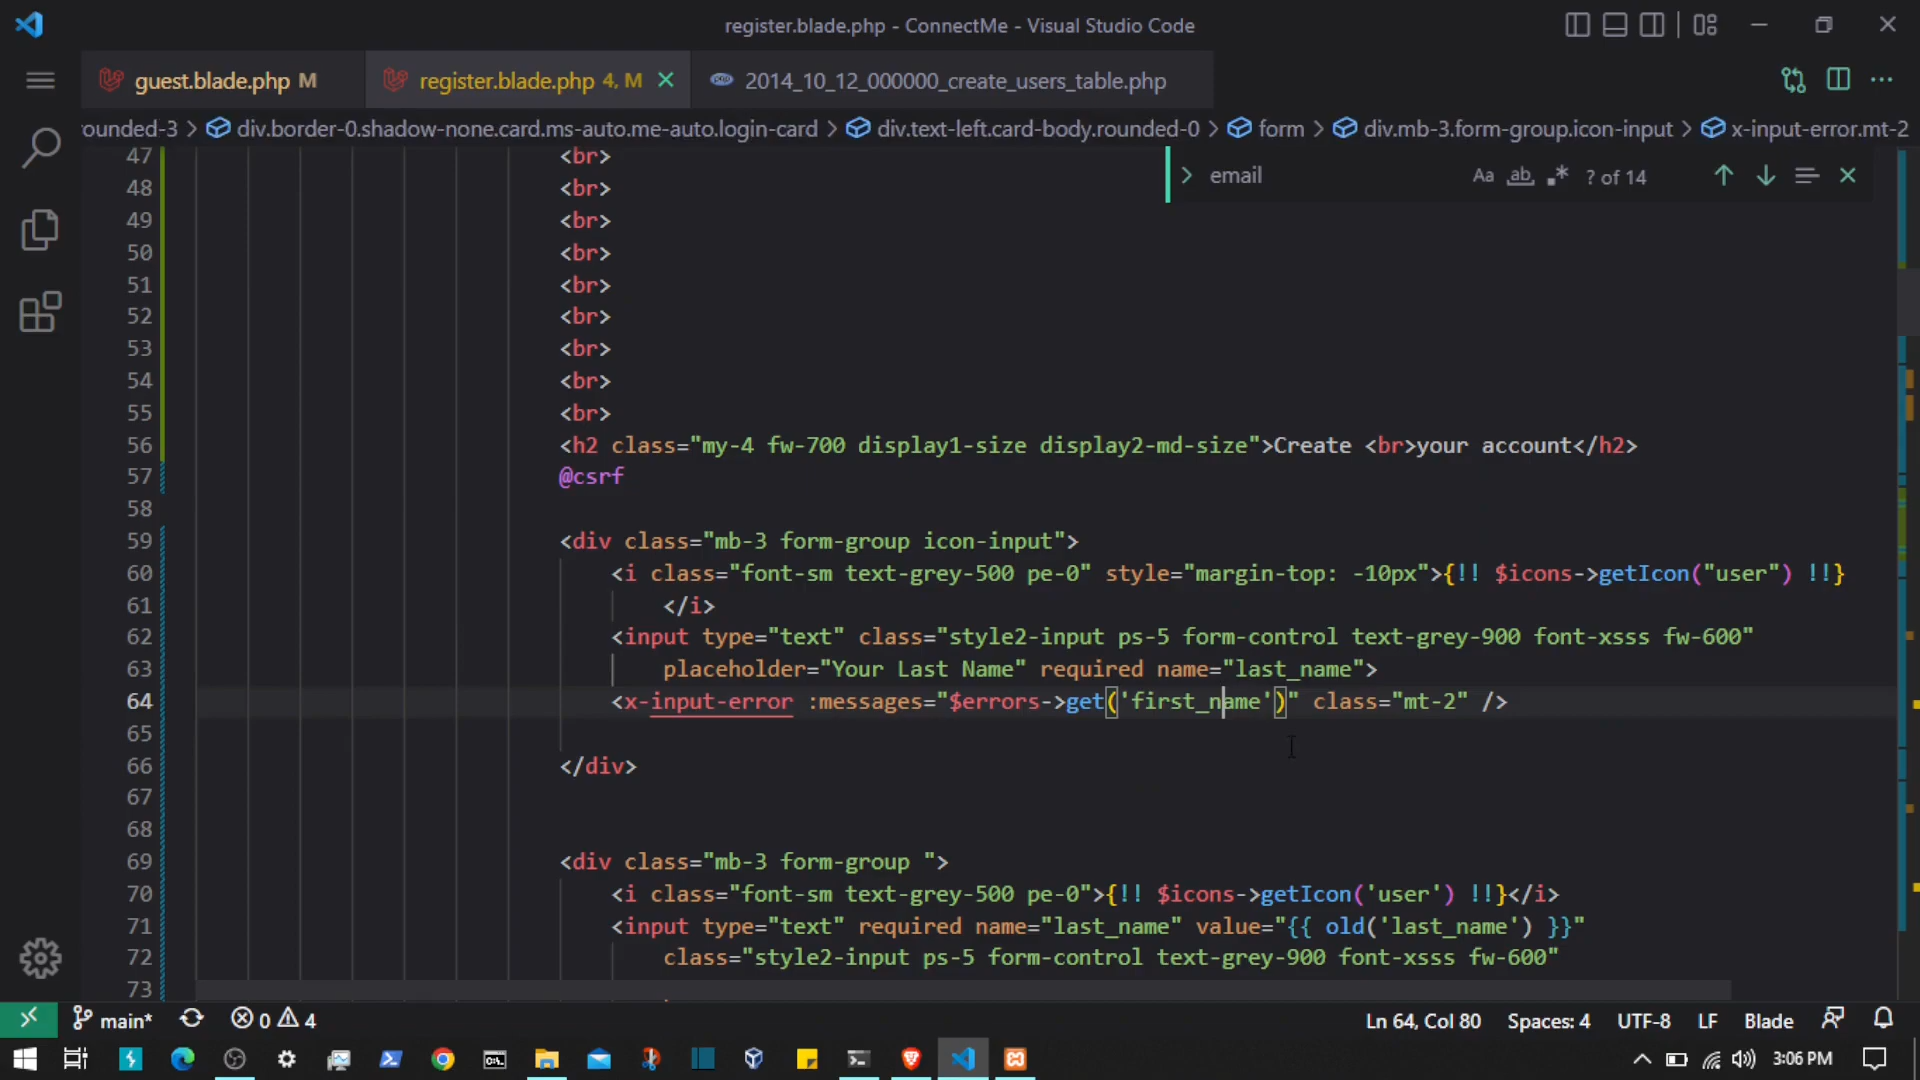 register.blade.php - ConnectMe - Visual Studio Code
guest.blade.php M
register.blade.php 4, M
2014_10_12_000000_create_users_table.php
ounded-3 > div.border-0.shadow-none.card.ms-auto.me-auto.login-card > div.text-left.card-body.rounded-0 > form > div.mb-3.form-group.icon-input > x-input-error.mt-2
email
Aa ab .* ? of 14
47 <br>
48 <br>
49 <br>
50 <br>
51 <br>
52 <br>
53 <br>
54 <br>
55 <br>
56 <h2 class="my-4 fw-700 display1-size display2-md-size">Create <br>your account</h2>
57 @csrf
58
59 <div class="mb-3 form-group icon-input">
60 <i class="font-sm text-grey-500 pe-0" style="margin-top: -10px">{!! $icons->getIcon("user") !!}
61 </i>
62 <input type="text" class="style2-input ps-5 form-control text-grey-900 font-xsss fw-600"
63 placeholder="Your Last Name" required name="last_name">
64 <x-input-error :messages="$errors->get('first_name')" class="mt-2" />
65
66 </div>
67
68
69 <div class="mb-3 form-group ">
70 <i class="font-sm text-grey-500 pe-0">{!! $icons->getIcon('user') !!}</i>
71 <input type="text" required name="last_name" value="{{ old('last_name') }}"
72 class="style2-input ps-5 form-control text-grey-900 font-xsss fw-600"
73
main* 0 4
Ln 64, Col 80 Spaces: 4 UTF-8 LF Blade
3:06 PM